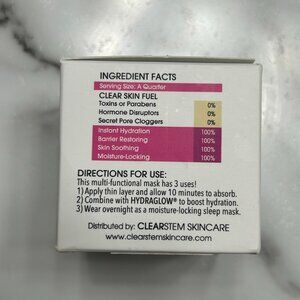 INGREDIENT FACTS
Serving Size: A Quarter
CLEAR SKIN FUEL
Toxins or Parabens 0%
Hormone Disruptors 0%
Secret Pore Cloggers 0%
Instant Hydration 100%
Barrier Restoring 100%
Skin Soothing 100%
Moisture-Locking 100%
DIRECTIONS FOR USE:
This multi-functional mask has 3 uses!
1) Apply thin layer and allow 10 minutes to absorb.
2) Combine with HYDRAGLOW® to boost hydration.
3) Wear overnight as a moisture-locking sleep mask.
Distributed by: CLEARSTEM SKINCARE
www.clearstemskincare.com